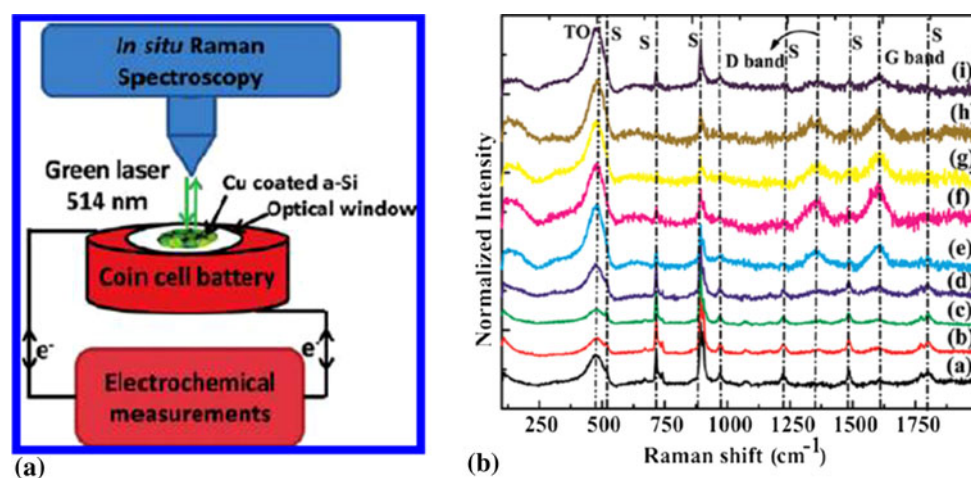 In situ Raman
Spectroscopy
Green laser
514 nm
Cu coated a-Si
Optical window
Coin cell battery
e-
e-
Electrochemical
measurements
(a)
TO
S
S
S
D band
S
S
G band
S
(i)
(h)
(g)
(f)
(e)
(d)
(c)
(b)
(a)
Normalized Intensity
250 500 750 1000 1250 1500 1750
Raman shift (cm-1)
(b)